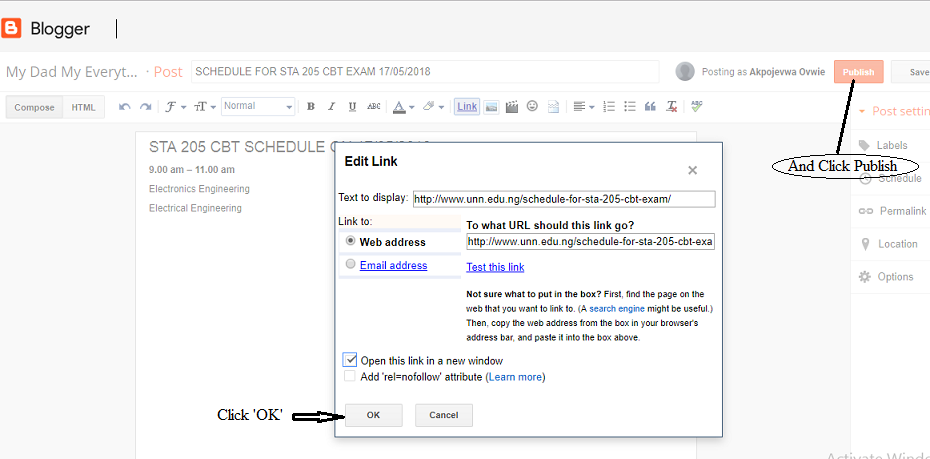 Blogger
My Dad My Everyt... · Post
SCHEDULE FOR STA 205 CBT EXAM 17/05/2018
Posting as Akpojevwa Ovwie
Publish
Save
Compose
HTML
Normal
B I U ABC
A
Link
Post settin
STA 205 CBT SCHEDULE
9.00 am – 11.00 am
Electronics Engineering
Electrical Engineering
Edit Link
Text to display: http://www.unn.edu.ng/schedule-for-sta-205-cbt-exam/
Link to:
Web address
Email address
To what URL should this link go?
http://www.unn.edu.ng/schedule-for-sta-205-cbt-exa
Test this link
Not sure what to put in the box? First, find the page on the
web that you want to link to. (A search engine might be useful.)
Then, copy the web address from the box in your browser's
address bar, and paste it into the box above.
Open this link in a new window
Add 'rel=nofollow' attribute (Learn more)
OK
Cancel
Click 'OK'
And Click Publish
Labels
Schedule
Permalink
Location
Options
Activate Wind